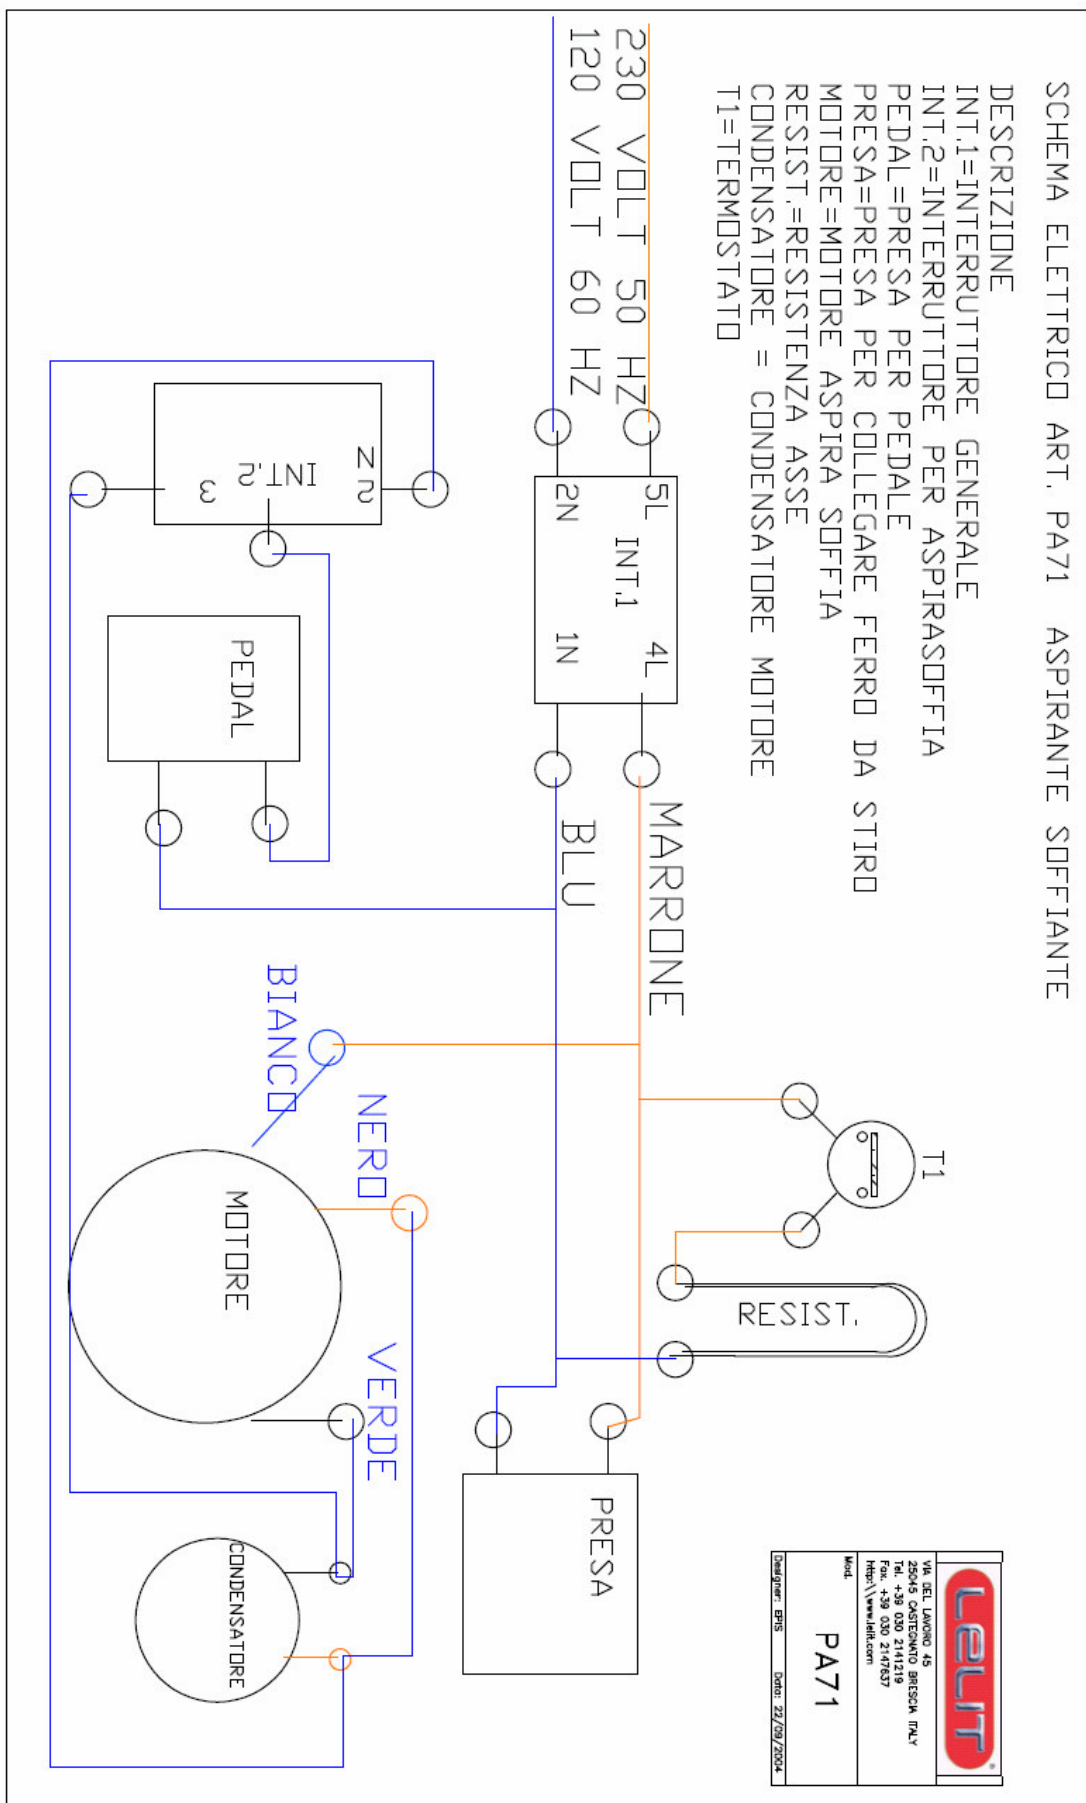 SCHEMA ELETTRICO ART. PA71 ASPIRANTE SOFFIANTE
DESCRIZIONE
INT.1=INTERRUTTORE GENERALE
INT.2=INTERRUTTORE PER ASPIRASOFFIA
PEDAL=PRESA PER PEDALE
PRESA=PRESA PER COLLEGARE FERRO DA STIRO
MOTORE=MOTORE ASPIRA SOFFIA
RESIST.=RESISTENZA ASSE
CONDENSATORE = CONDENSATORE MOTORE
T1=TERMOSTATO
230 VOLT 50 HZ
120 VOLT 60 HZ
5L
4L
INT.1
2N
1N
MARRONE
BLU
T1
RESIST.
PRESA
2 N
INT.2
3
PEDAL
BIANCO
NERO
MOTORE
VERDE
CONDENSATORE
LELIT
VIA DEL LAVORO 45
25045 CASTEGNATO BRESCIA ITALY
Tel. +39 030 2141219
Fax. +39 030 2147637
http:\\www.lelit.com
Mod.
PA71
Designer: EPIS Data: 22/09/2004